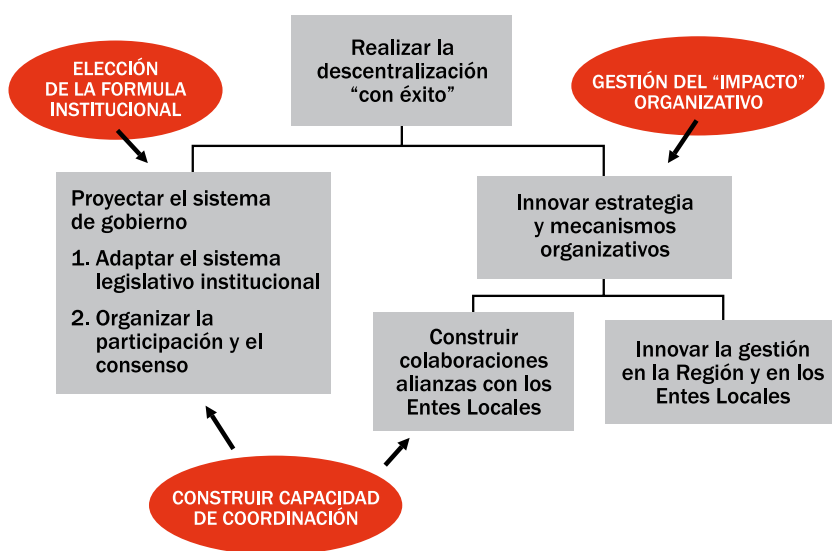 Realizar la
descentralización
“con éxito”
ELECCIÓN
DE LA FORMULA
INSTITUCIONAL
GESTIÓN DEL “IMPACTO”
ORGANIZATIVO
Proyectar el sistema
de gobierno
1. Adaptar el sistema
legislativo institucional
2. Organizar la
participación y el
consenso
Innovar estrategia
y mecanismos
organizativos
Construir
colaboraciones
alianzas con los
Entes Locales
Innovar la gestión
en la Región y en los
Entes Locales
CONSTRUIR CAPACIDAD
DE COORDINACIÓN